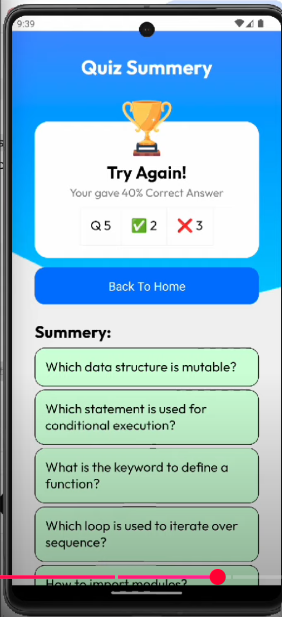 9:39
Quiz Summery
Try Again!
Your gave 40% Correct Answer
Q 5 ✅ 2 ❌ 3
Back To Home
Summery:
Which data structure is mutable?
Which statement is used for
conditional execution?
What is the keyword to define a
function?
Which loop is used to iterate over
sequence?
How to import modules?